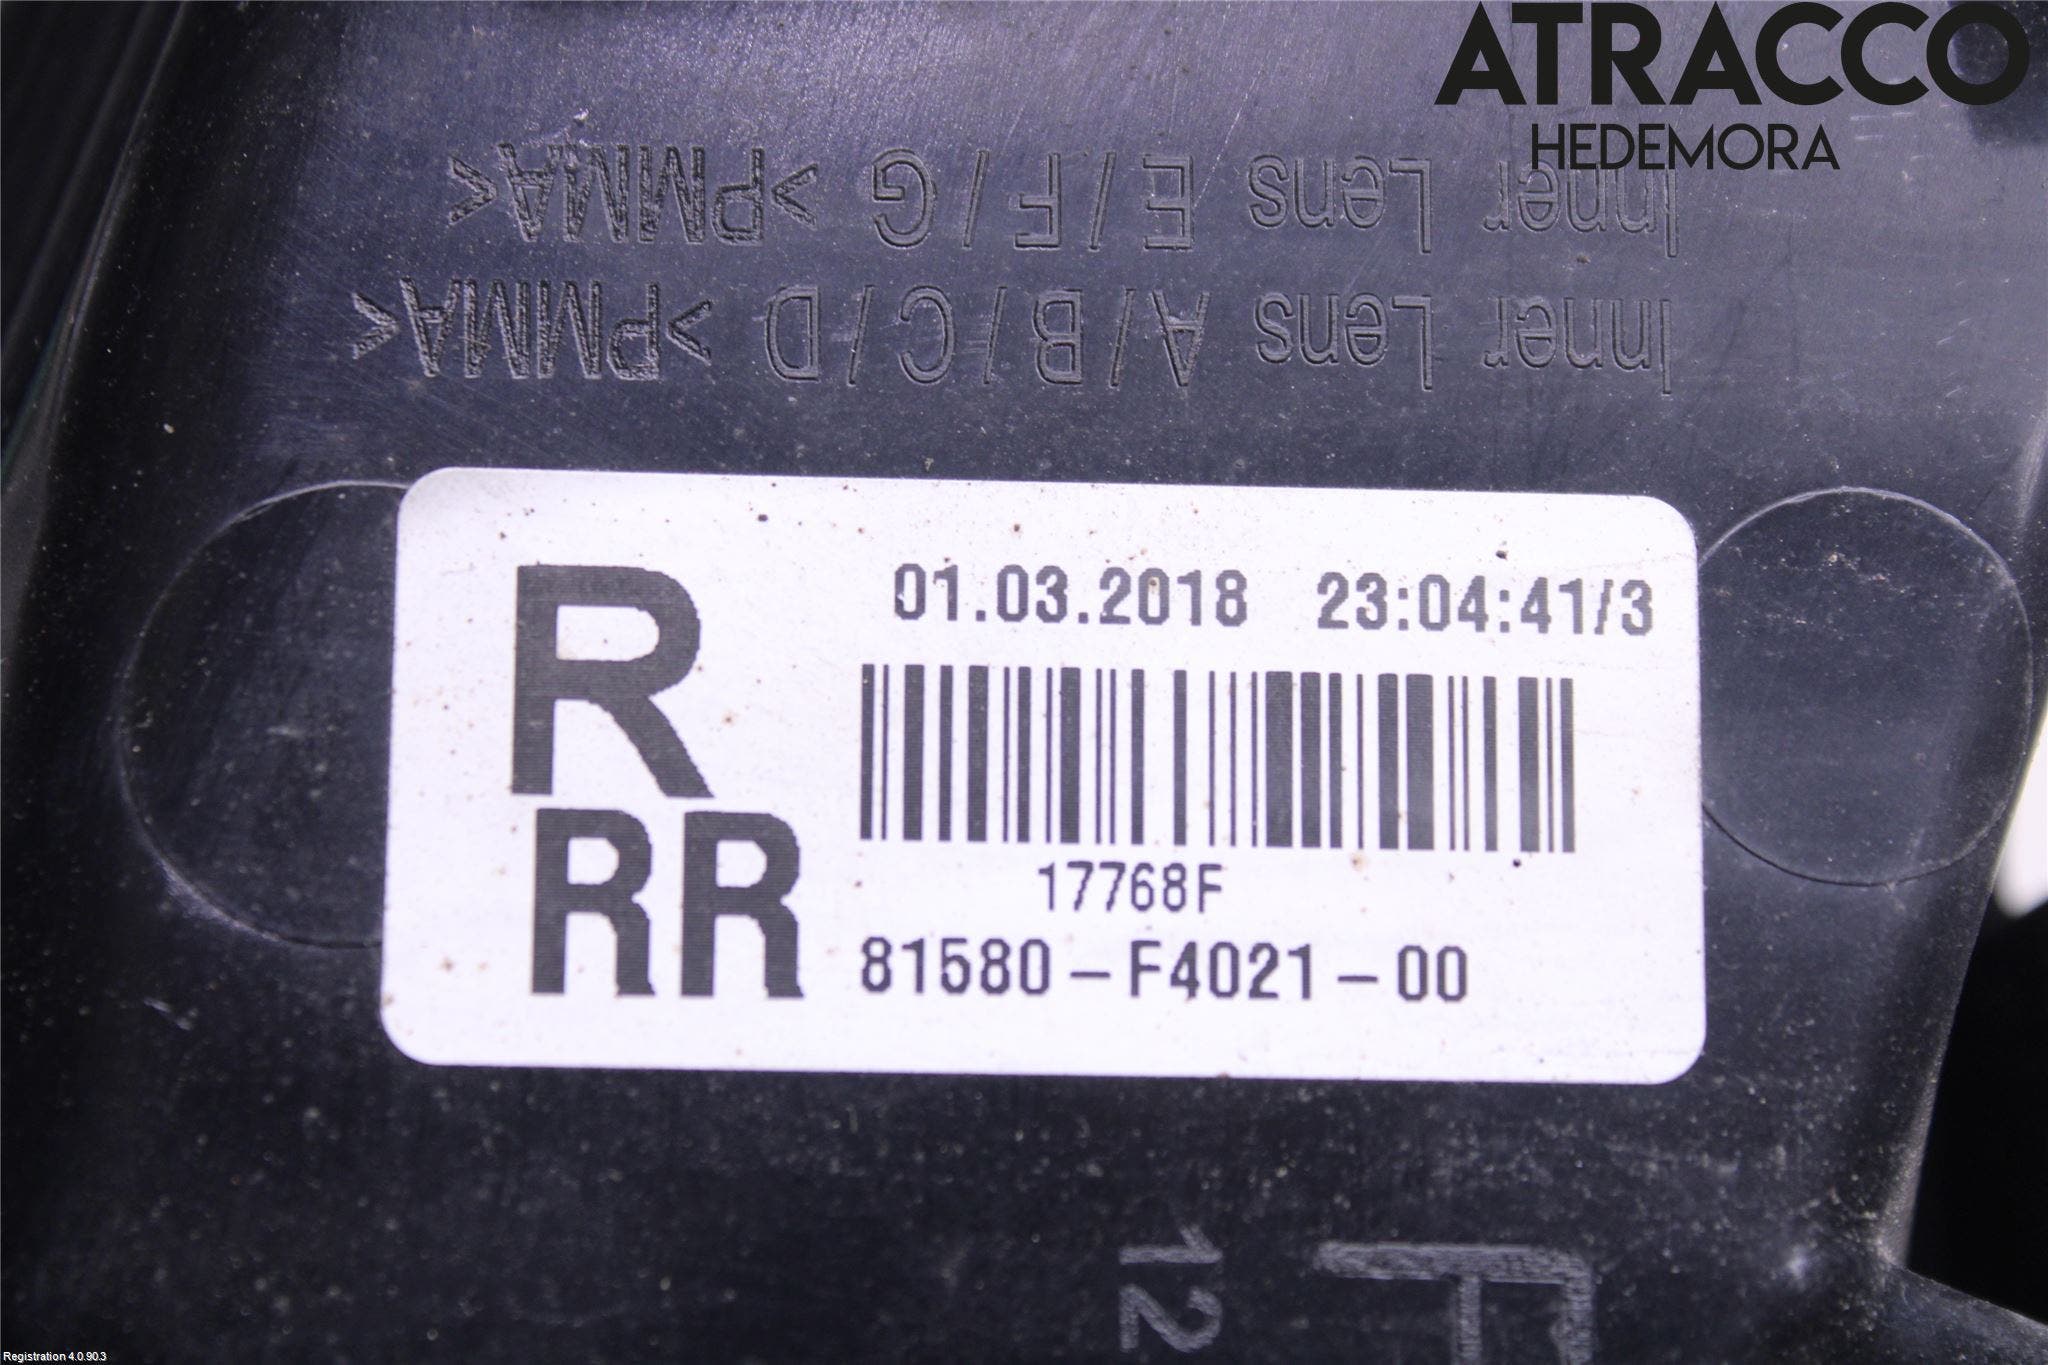 ATRACCO
HEDEMORA
Inner Lens E/F/G >PMMA<
Inner Lens A/B/C/D >PMMA<
R
RR
01.03.2018 23:04:41/3
17768F
81580-F4021-00
12
Registration 4.0.90.3